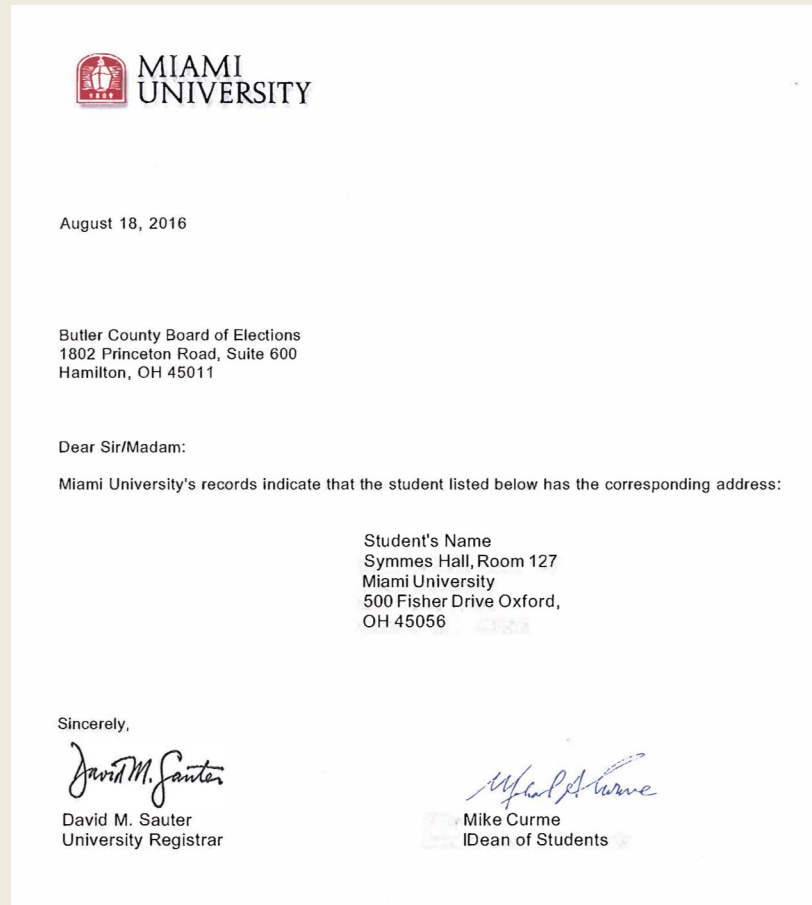 MIAMI
UNIVERSITY
1809
August 18, 2016
Butler County Board of Elections
1802 Princeton Road, Suite 600
Hamilton, OH 45011
Dear Sir/Madam:
Miami University's records indicate that the student listed below has the corresponding address:
Student's Name
Symmes Hall, Room 127
Miami University
500 Fisher Drive Oxford,
OH 45056
Sincerely,
David M. Sauter
David M. Sauter
University Registrar
Mike Curme
IDean of Students